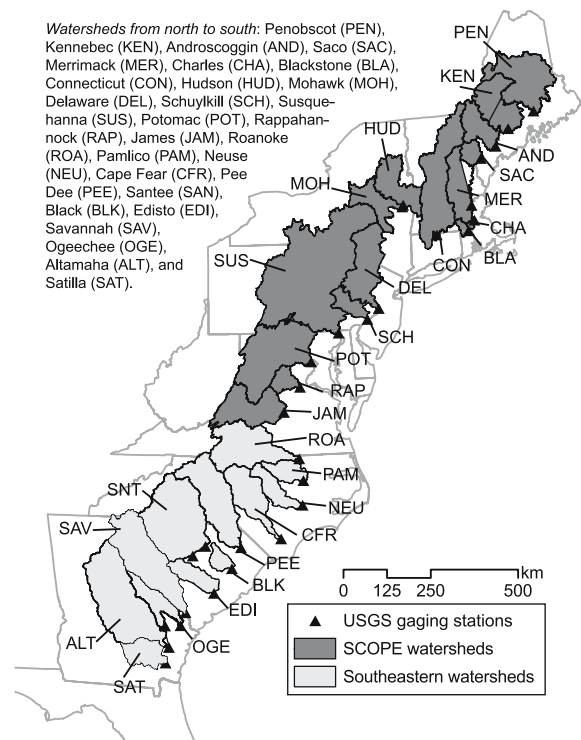 Watersheds from north to south: Penobscot (PEN),
Kennebec (KEN), Androscoggin (AND), Saco (SAC),
Merrimack (MER), Charles (CHA), Blackstone (BLA),
Connecticut (CON), Hudson (HUD), Mohawk (MOH),
Delaware (DEL), Schuylkill (SCH), Susque-
hanna (SUS), Potomac (POT), Rappahan-
nock (RAP), James (JAM), Roanoke
(ROA), Pamlico (PAM), Neuse
(NEU), Cape Fear (CFR), Pee
Dee (PEE), Santee (SAN),
Black (BLK), Edisto (EDI),
Savannah (SAV),
Ogeechee (OGE),
Altamaha (ALT), and
Satilla (SAT).
PEN
KEN
HUD
AND
SAC
MOH
MER
CHA
BLA
CON
SUS
DEL
SCH
POT
RAP
JAM
ROA
PAM
SNT
NEU
SAV
CFR
PEE
BLK
EDI
ALT
OGE
SAT
km
0 125 250 500
USGS gaging stations
SCOPE watersheds
Southeastern watersheds